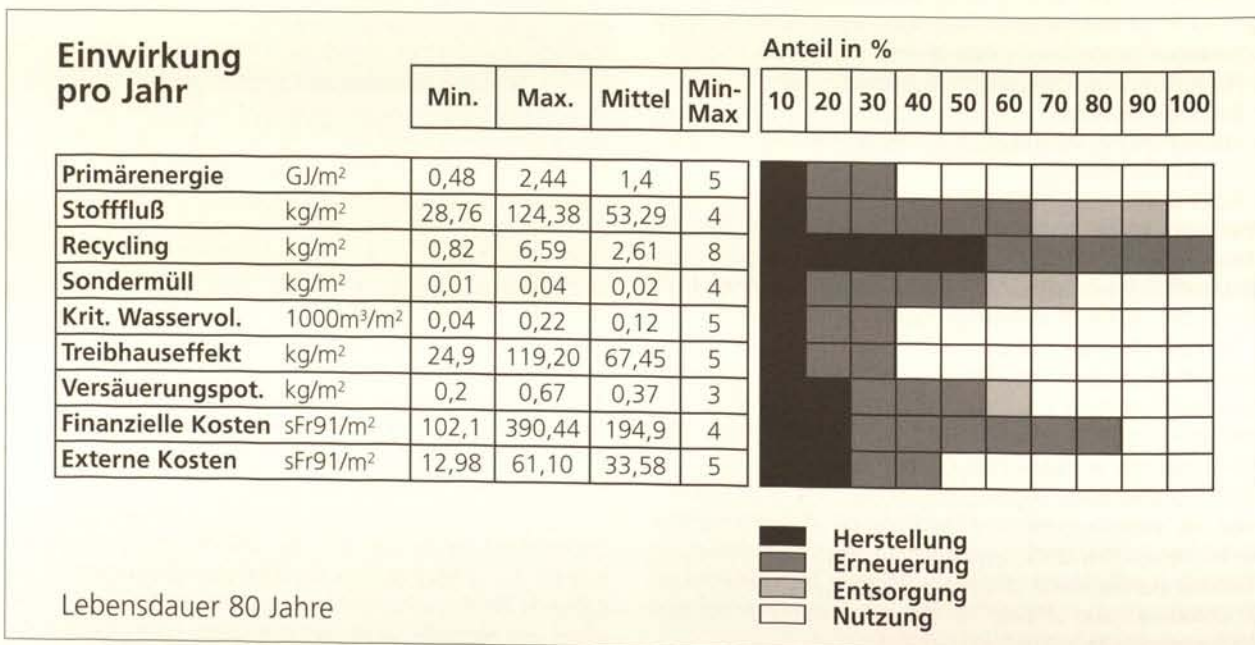 Einwirkung
pro Jahr
Min. Max. Mittel Min-
Max
Anteil in %
10 20 30 40 50 60 70 80 90 100
Primärenergie GJ/m² 0,48 2,44 1,4 5
Stofffluß kg/m² 28,76 124,38 53,29 4
Recycling kg/m² 0,82 6,59 2,61 8
Sondermüll kg/m² 0,01 0,04 0,02 4
Krit. Wasservol. 1000m³/m² 0,04 0,22 0,12 5
Treibhauseffekt kg/m² 24,9 119,20 67,45 5
Versäuerungspot. kg/m² 0,2 0,67 0,37 3
Finanzielle Kosten sFr91/m² 102,1 390,44 194,9 4
Externe Kosten sFr91/m² 12,98 61,10 33,58 5
Herstellung
Erneuerung
Entsorgung
Nutzung
Lebensdauer 80 Jahre